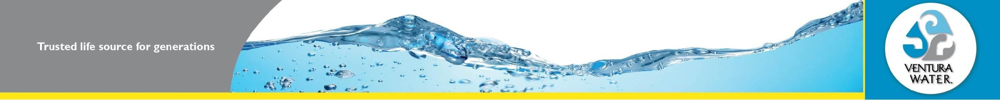 Trusted life source for generations
VENTURA
WATER